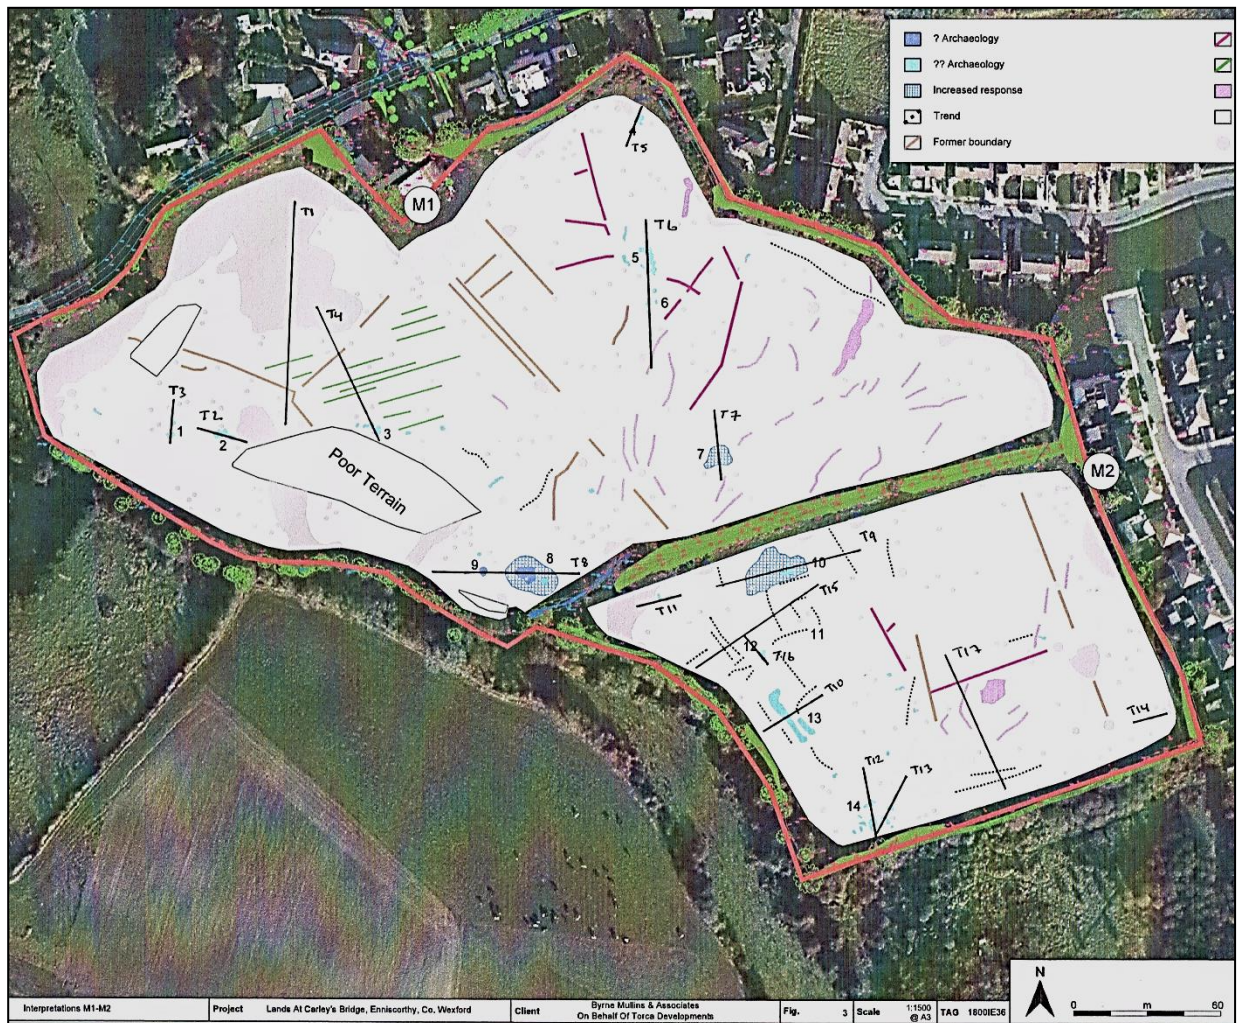 ? Archaeology
?? Archaeology
Increased response
Trend
Former boundary
M1
T5
T1
T6
5
6
T4
T3
T2
1
2
3
T7
7
Poor Terrain
M2
9
8
T8
T9
10
T11
T15
11
12
T16
T10
13
T17
T14
T12
T13
14
N
0 m 60
Interpretations M1-M2
Project Lands At Carley's Bridge, Enniscorthy, Co. Wexford
Client Byrne Mullins & Associates
On Behalf Of Torca Developments
Fig. 3
Scale 1:1500
@ A3
TAG 1800IE36